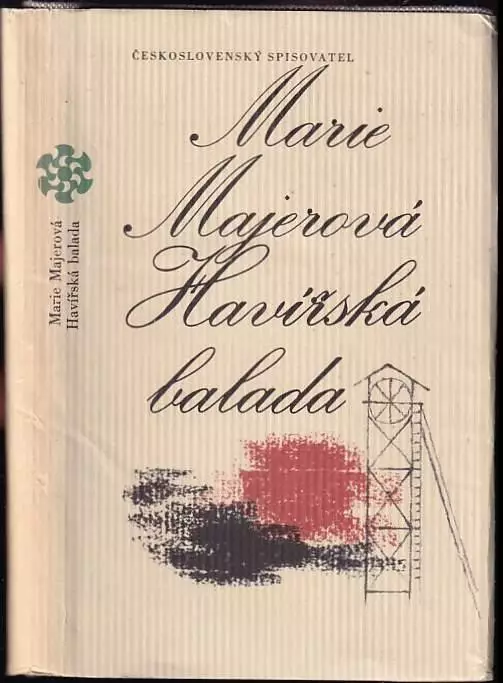 ČESKOSLOVENSKÝ SPISOVATEL
Marie
Majerová
Havířská
balada
Marie Majerová
Havířská balada